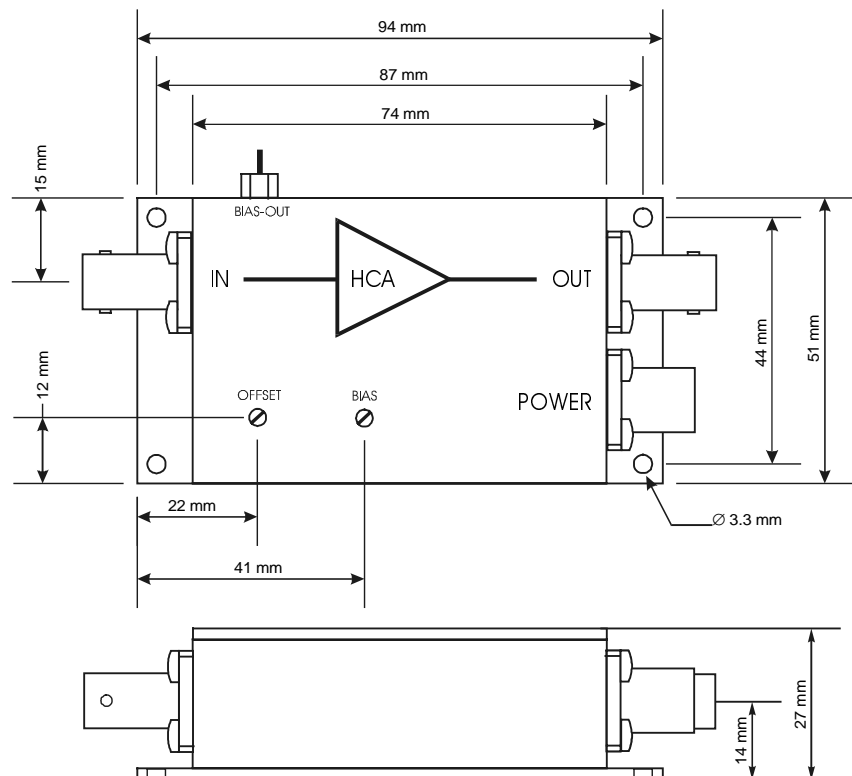 94 mm
87 mm
74 mm
15 mm
BIAS-OUT
IN
HCA
OUT
44 mm
51 mm
12 mm
OFFSET
BIAS
POWER
22 mm
Ø 3.3 mm
41 mm
27 mm
14 mm